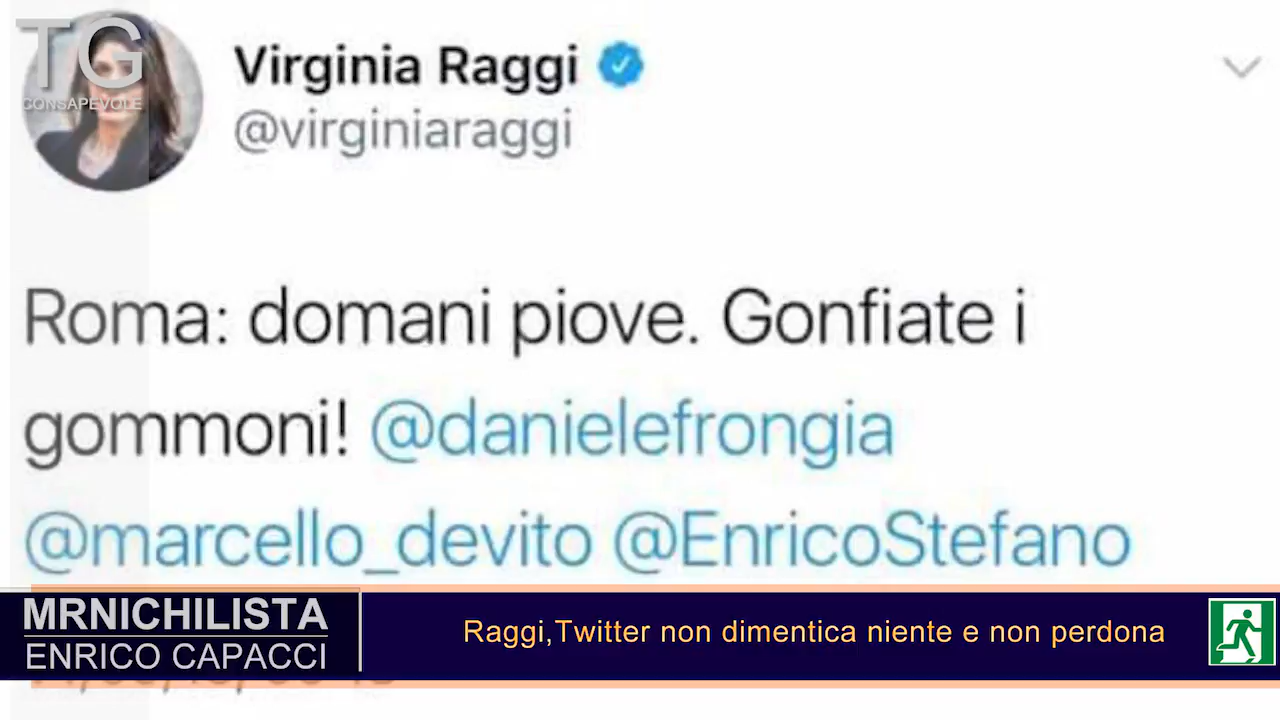 TG
CONSAPEVOLE
Virginia Raggi
@virginiaraggi
Roma: domani piove. Gonfiate i
gommoni! @danielefrongia
@marcello_devito @EnricoStefano
MRNICHILISTA
ENRICO CAPACCI
Raggi,Twitter non dimentica niente e non perdona